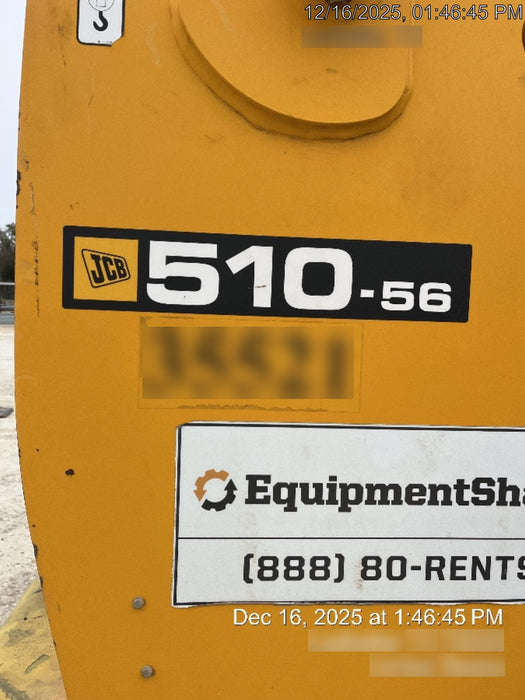 12/16/2025, 01:46:45 PM
JCB 510-56
EquipmentSha
(888) 80-RENTS
Dec 16, 2025 at 1:46:45 PM